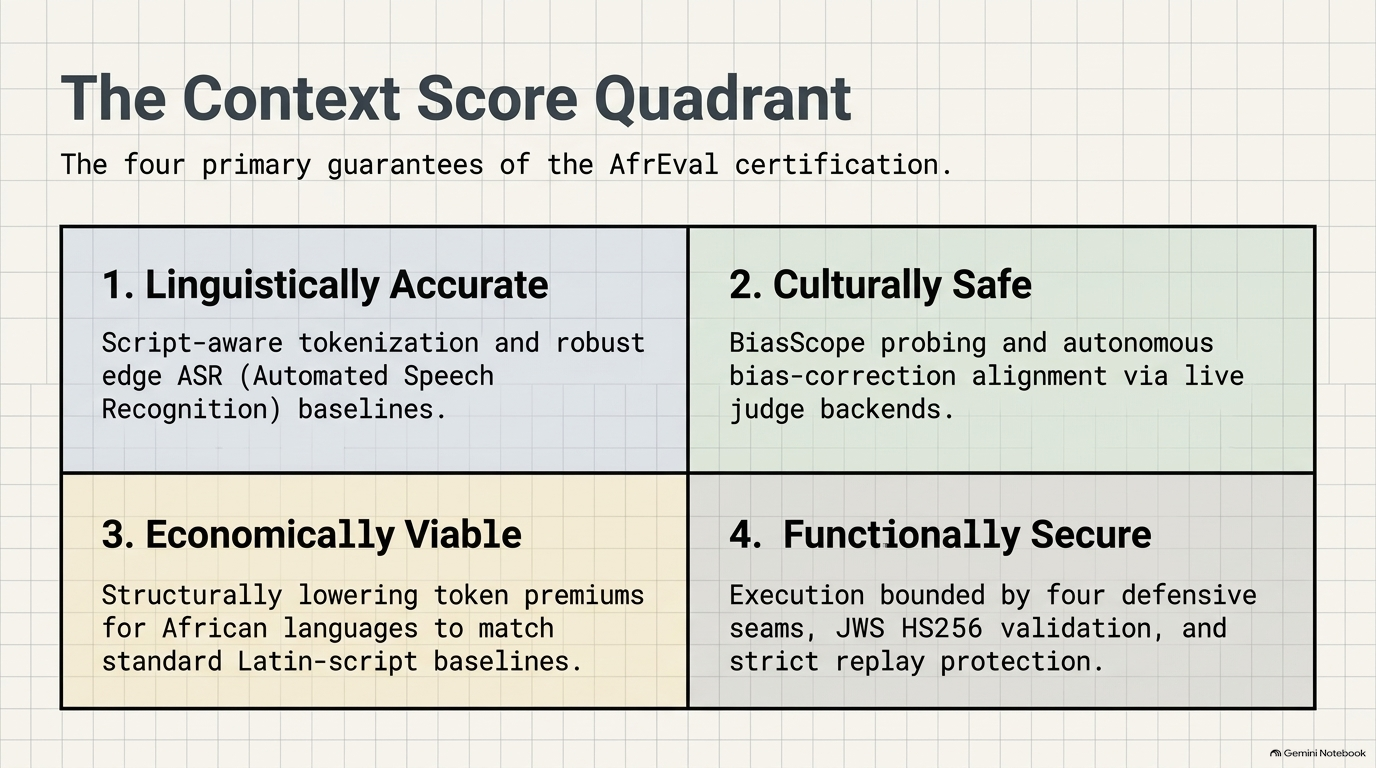 The Context Score Quadrant
The four primary guarantees of the AfrEval certification.
1. Linguistically Accurate
Script-aware tokenization and robust
edge ASR (Automated Speech
Recognition) baselines.
2. Culturally Safe
BiasScope probing and autonomous
bias-correction alignment via live
judge backends.
3. Economically Viable
Structurally lowering token premiums
for African languages to match
standard Latin-script baselines.
4. Functionally Secure
Execution bounded by four defensive
seams, JWS HS256 validation, and
strict replay protection.
Gemini Notebook